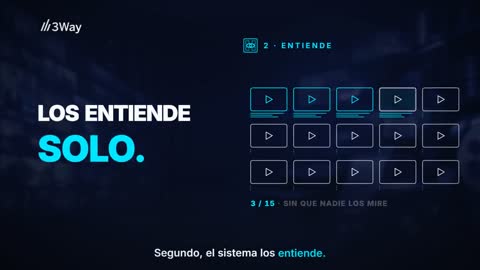 3Way
2 · ENTIENDE
LOS ENTIENDE
SOLO.
3 / 15 · SIN QUE NADIE LOS MIRE
Segundo, el sistema los entiende.